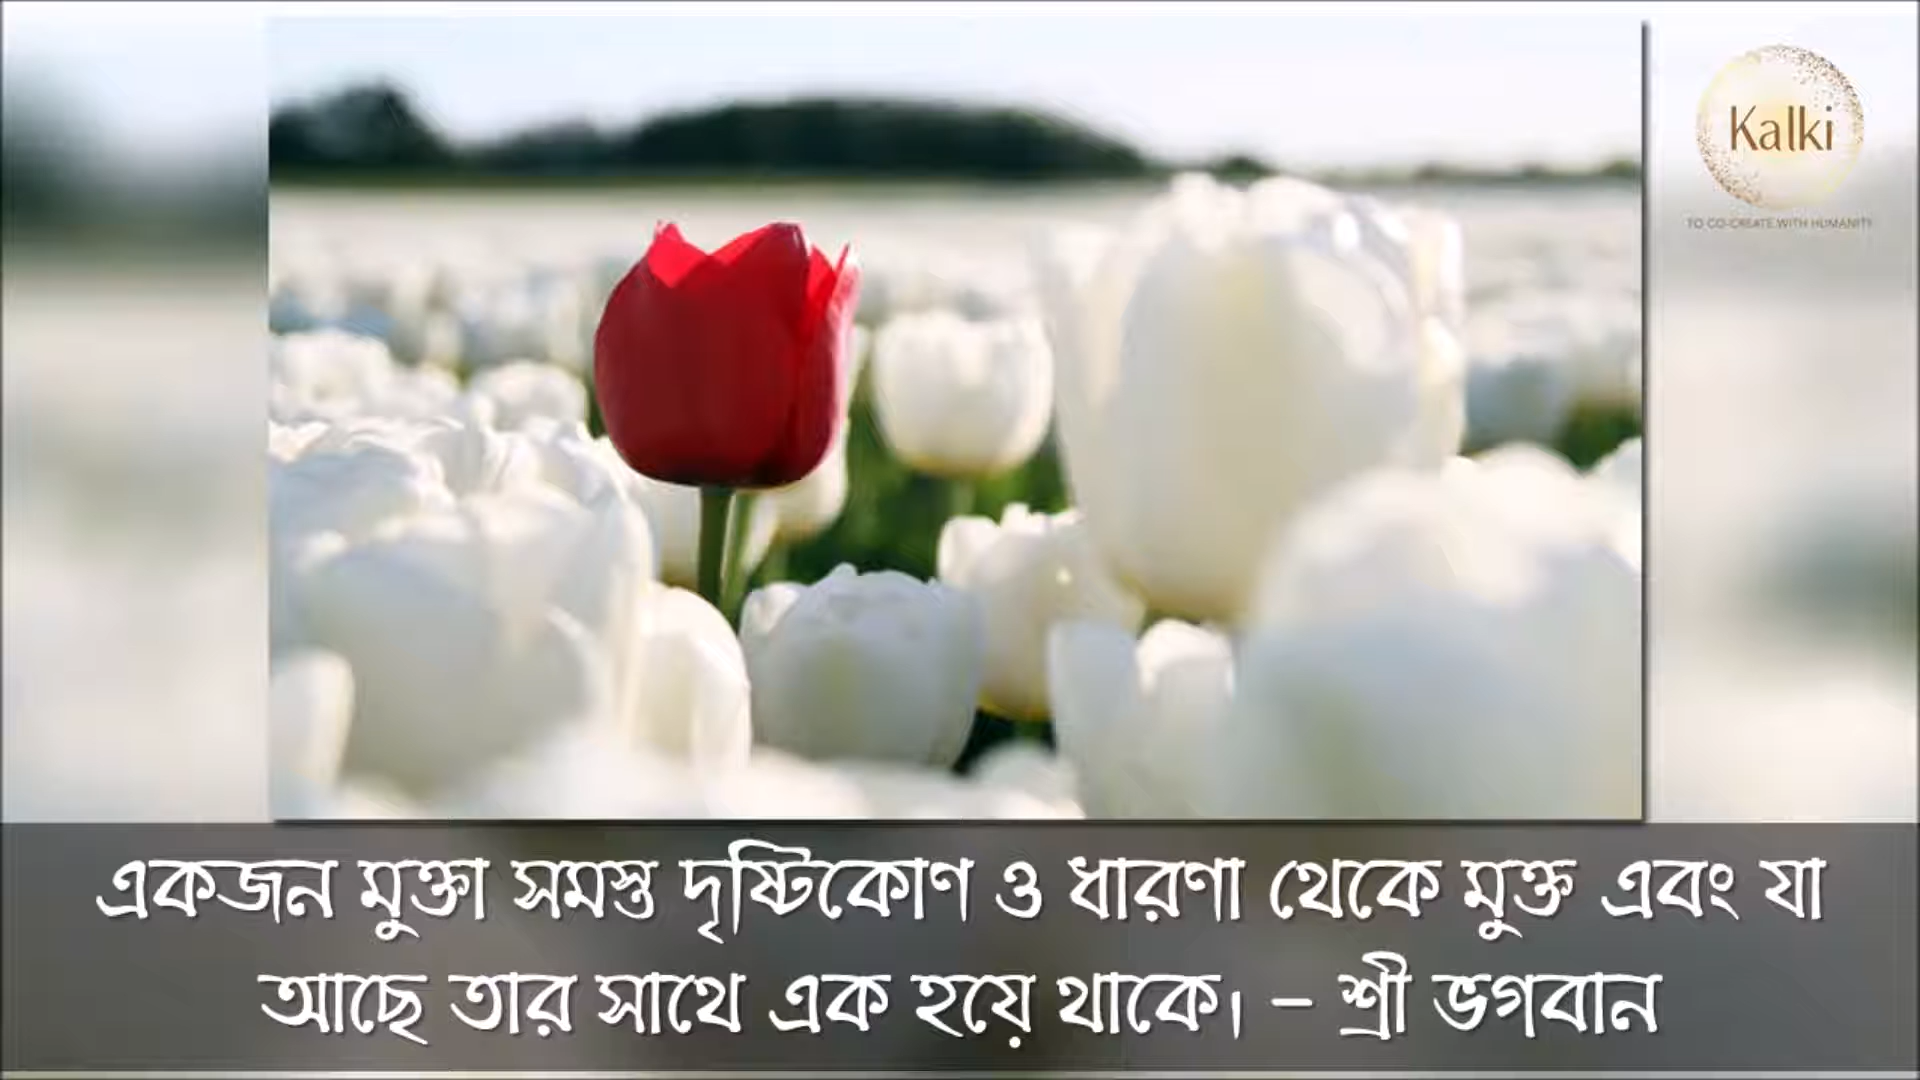 Kalki
TO CO-CREATE WITH HUMANITY
একজন মুক্তা সমস্ত দৃষ্টিকোণ ও ধারণা থেকে মুক্ত এবং যা
আছে তার সাথে এক হয়ে থাকে। – শ্রী ভগবান